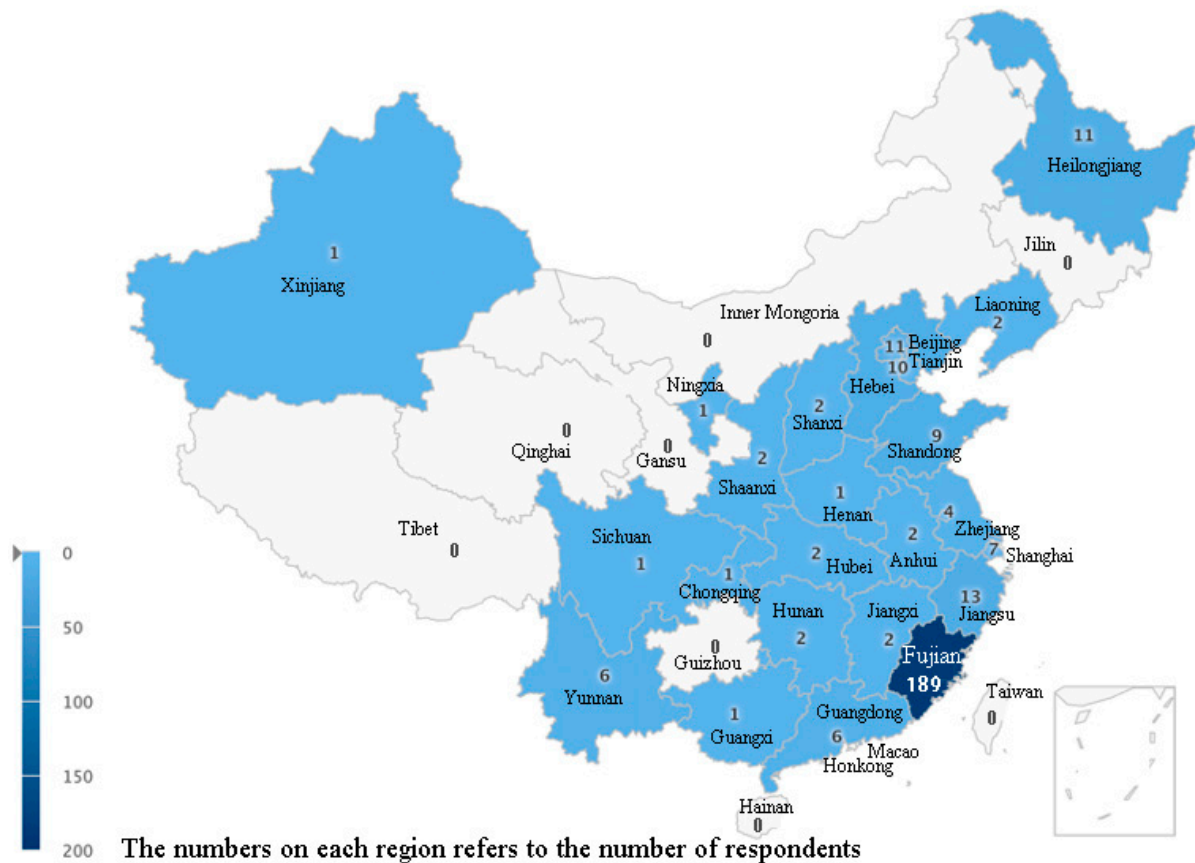 11
Heilongjiang
Jilin
0
1
Xinjiang
Inner Mongoria
0
Liaoning
2
11
Beijing
Tianjin
10
Hebei
Ningxia
1
2
Shanxi
0
Qinghai
0
Gansu
9
Shandong
2
Shaanxi
1
Henan
4
Zhejiang
2
Anhui
7
Shanghai
Tibet
0
Sichuan
1
2
Hubei
1
Chongqing
13
Jiangsu
Hunan
2
Jiangxi
2
0
Guizhou
Fujian
189
6
Yunnan
Taiwan
0
1
Guangxi
Guangdong
6
Macao
Honkong
Hainan
0
0
50
100
150
200
The numbers on each region refers to the number of respondents